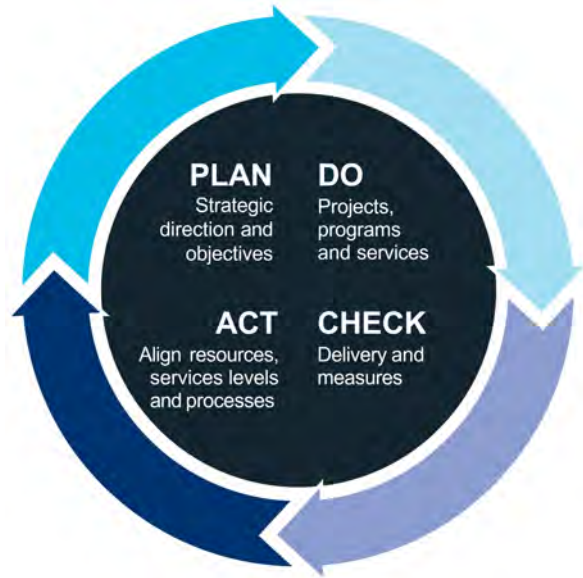 PLAN
Strategic
direction and
objectives
DO
Projects,
programs
and services
ACT
Align resources,
services levels
and processes
CHECK
Delivery and
measures